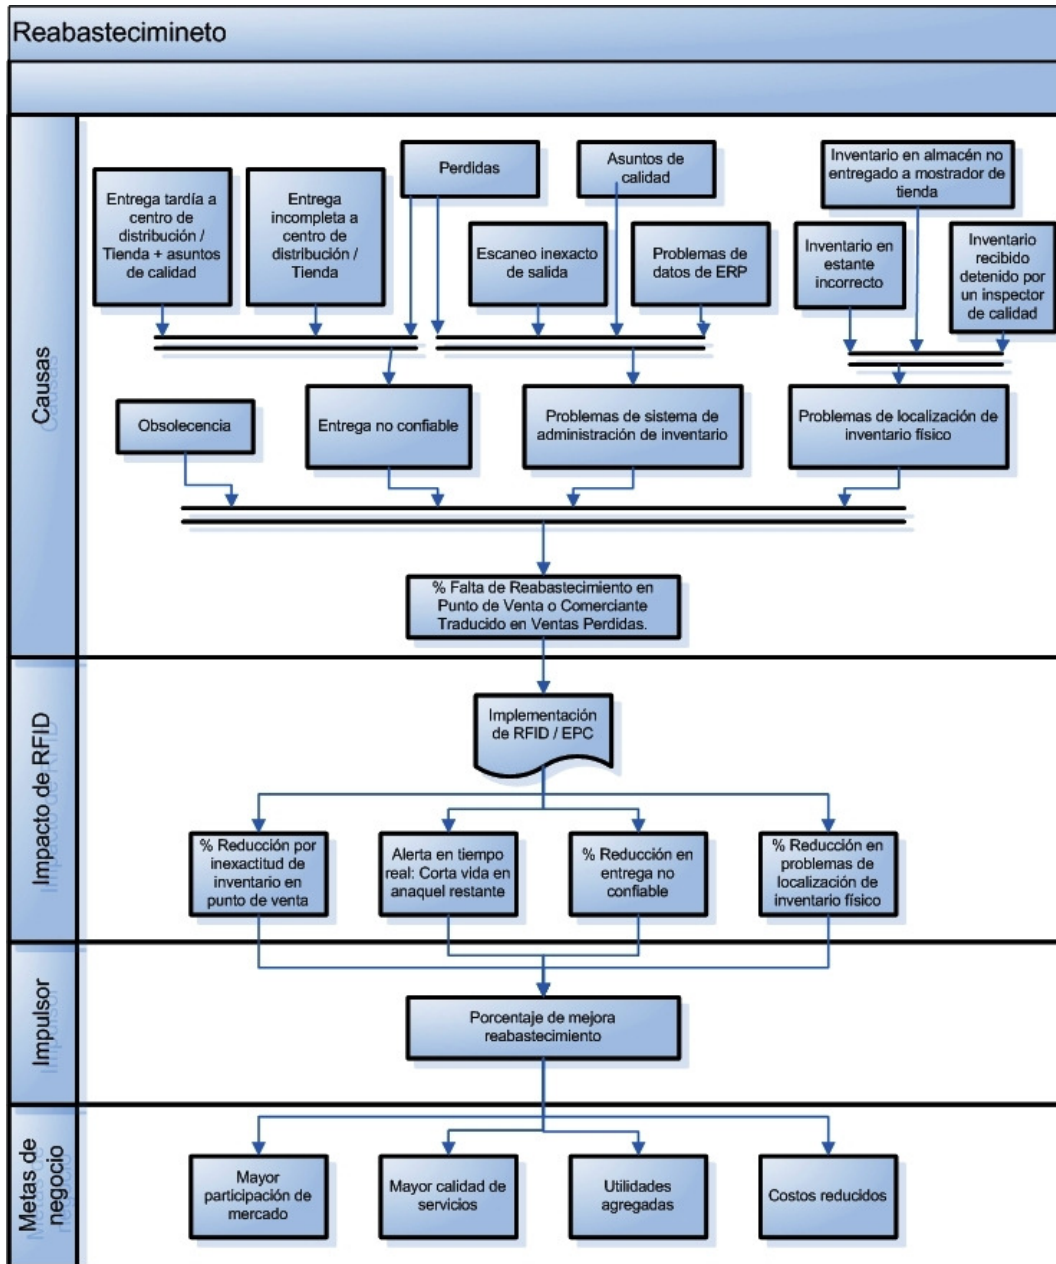 Reabastecimineto
Causas
Entrega tardía a
centro de
distribución /
Tienda + asuntos
de calidad
Entrega
incompleta a
centro de
distribución /
Tienda
Perdidas
Asuntos de
calidad
Inventario en almacén no
entregado a mostrador de
tienda
Escaneo inexacto
de salida
Problemas de
datos de ERP
Inventario en
estante
incorrecto
Inventario
recibido
detenido por
un inspector
de calidad
Obsolecencia
Entrega no confiable
Problemas de sistema de
administración de inventario
Problemas de localización de
inventario físico
% Falta de Reabastecimiento en
Punto de Venta o Comerciante
Traducido en Ventas Perdidas.
Impacto de RFID
Implementación
de RFID / EPC
% Reducción por
inexactitud de
inventario en
punto de venta
Alerta en tiempo
real: Corta vida en
anaquel restante
% Reducción en
entrega no
confiable
% Reducción en
problemas de
localización de
inventario físico
Impulsor
Porcentaje de mejora
reabastecimiento
Metas de
negocio
Mayor
participación de
mercado
Mayor calidad de
servicios
Utilidades
agregadas
Costos reducidos